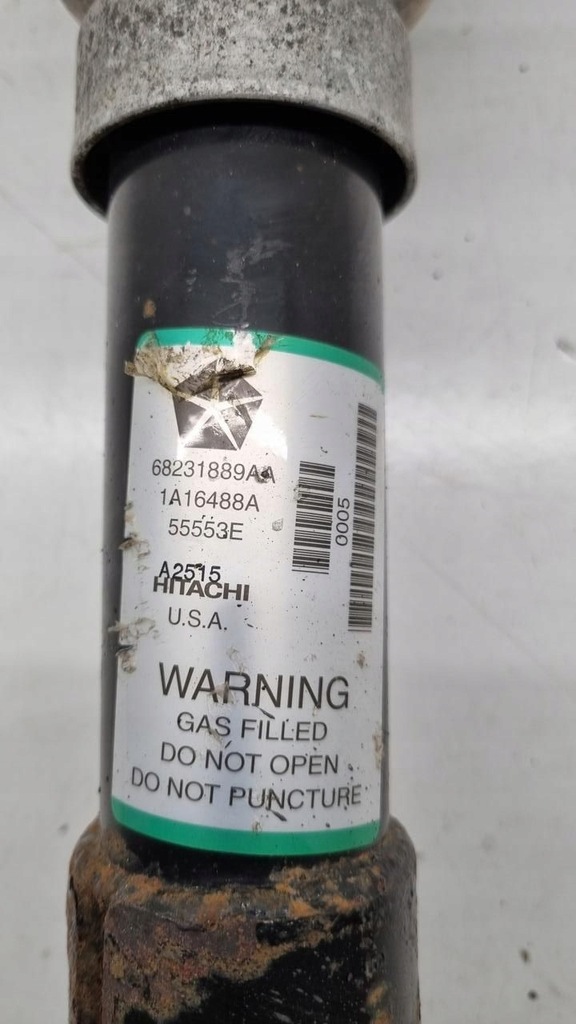 68231889AA
1A16488A
55553E
A2515
HITACHI
U.S.A.
0005
WARNING
GAS FILLED
DO NOT OPEN
DO NOT PUNCTURE